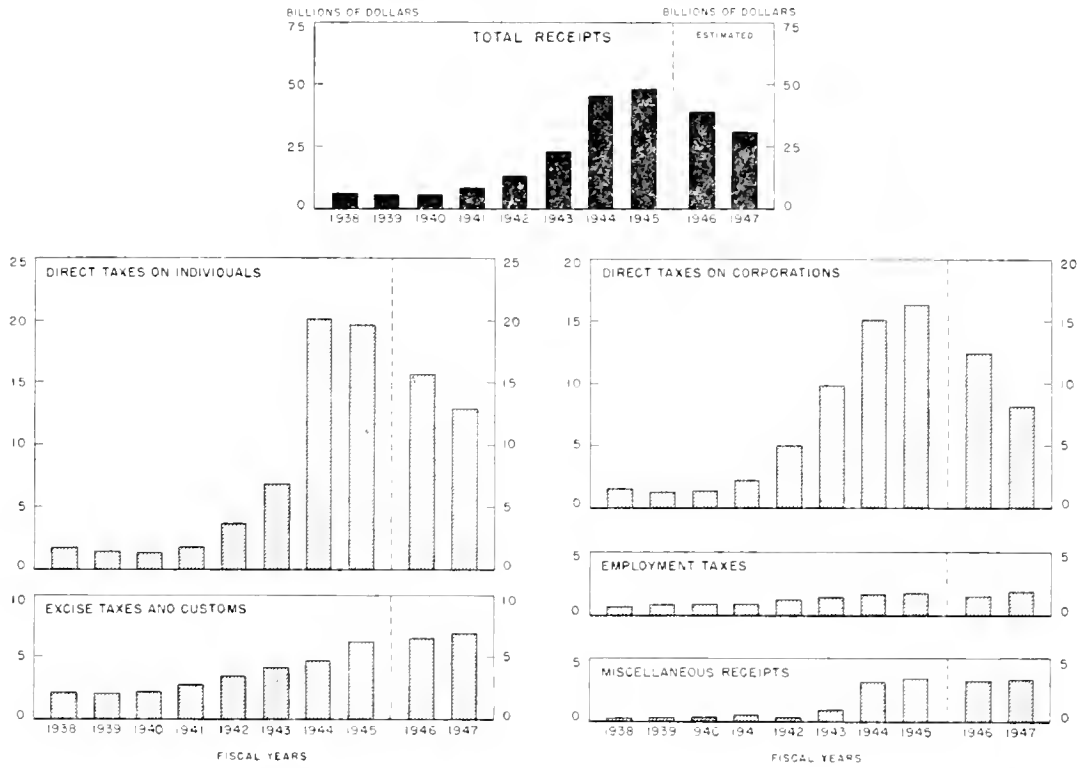 BILLIONS OF DOLLARS BILLIONS OF DOLLARS
75 TOTAL RECEIPTS ESTIMATED 75
50 50
25 25
0 0
1938 1939 1940 1941 1942 1943 1944 1945 1946 1947
25 DIRECT TAXES ON INDIVIDUALS 25
20 20
15 15
10 10
5 5
0 0
10 EXCISE TAXES AND CUSTOMS 10
5 5
0 0
1938 1939 1940 1941 1942 1943 1944 1945 1946 1947
FISCAL YEARS
20 DIRECT TAXES ON CORPORATIONS 20
15 15
10 10
5 5
0 0
5 EMPLOYMENT TAXES 5
0 0
5 MISCELLANEOUS RECEIPTS 5
0 0
1938 1939 940 194 1942 1943 1944 1945 1946 1947
FISCAL YEARS